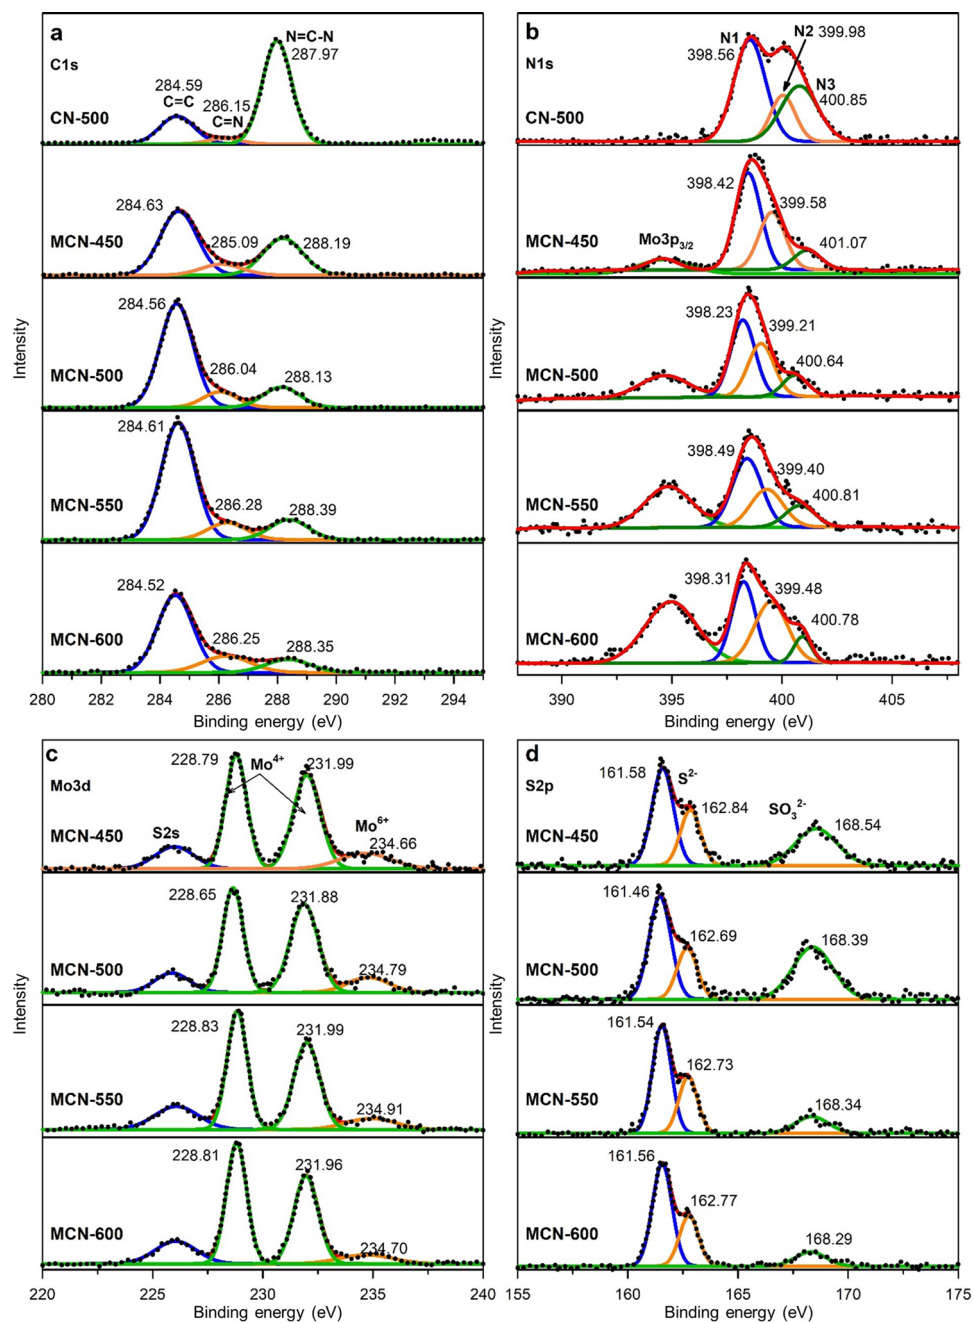 a
C1s
CN-500
284.59
C=C
286.15
C=N
N=C-N
287.97
MCN-450
284.63
285.09
288.19
MCN-500
284.56
286.04
288.13
MCN-550
284.61
286.28
288.39
MCN-600
284.52
286.25
288.35
Intensity
280 282 284 286 288 290 292 294
Binding energy (eV)
b
N1s
CN-500
N1
398.56
N2
399.98
N3
400.85
MCN-450
Mo3p3/2
398.42
399.58
401.07
MCN-500
398.23
399.21
400.64
MCN-550
398.49
399.40
400.81
MCN-600
398.31
399.48
400.78
Intensity
390 395 400 405
Binding energy (eV)
c
Mo3d
MCN-450
S2s
228.79
Mo4+
231.99
Mo6+
234.66
MCN-500
228.65
231.88
234.79
MCN-550
228.83
231.99
234.91
MCN-600
228.81
231.96
234.70
Intensity
220 225 230 235 240
Binding energy (eV)
d
S2p
MCN-450
161.58
S2-
162.84
SO32-
168.54
MCN-500
161.46
162.69
168.39
MCN-550
161.54
162.73
168.34
MCN-600
161.56
162.77
168.29
Intensity
155 160 165 170 175
Binding energy (eV)